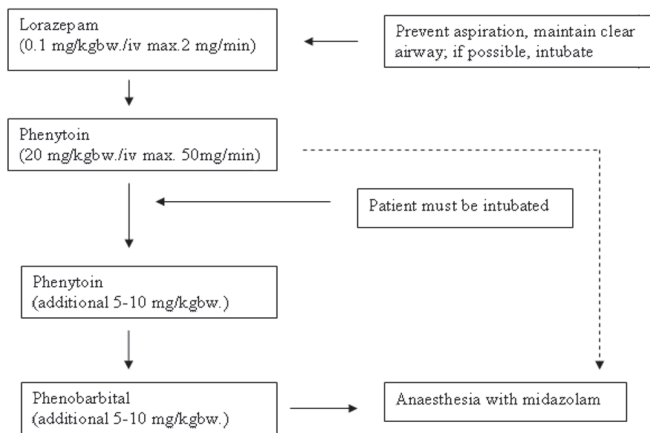 Lorazepam
(0.1 mg/kgbw./iv max.2 mg/min)
Prevent aspiration, maintain clear
airway; if possible, intubate
Phenytoin
(20 mg/kgbw./iv max. 50mg/min)
Patient must be intubated
Phenytoin
(additional 5-10 mg/kgbw.)
Phenobarbital
(additional 5-10 mg/kgbw.)
Anaesthesia with midazolam